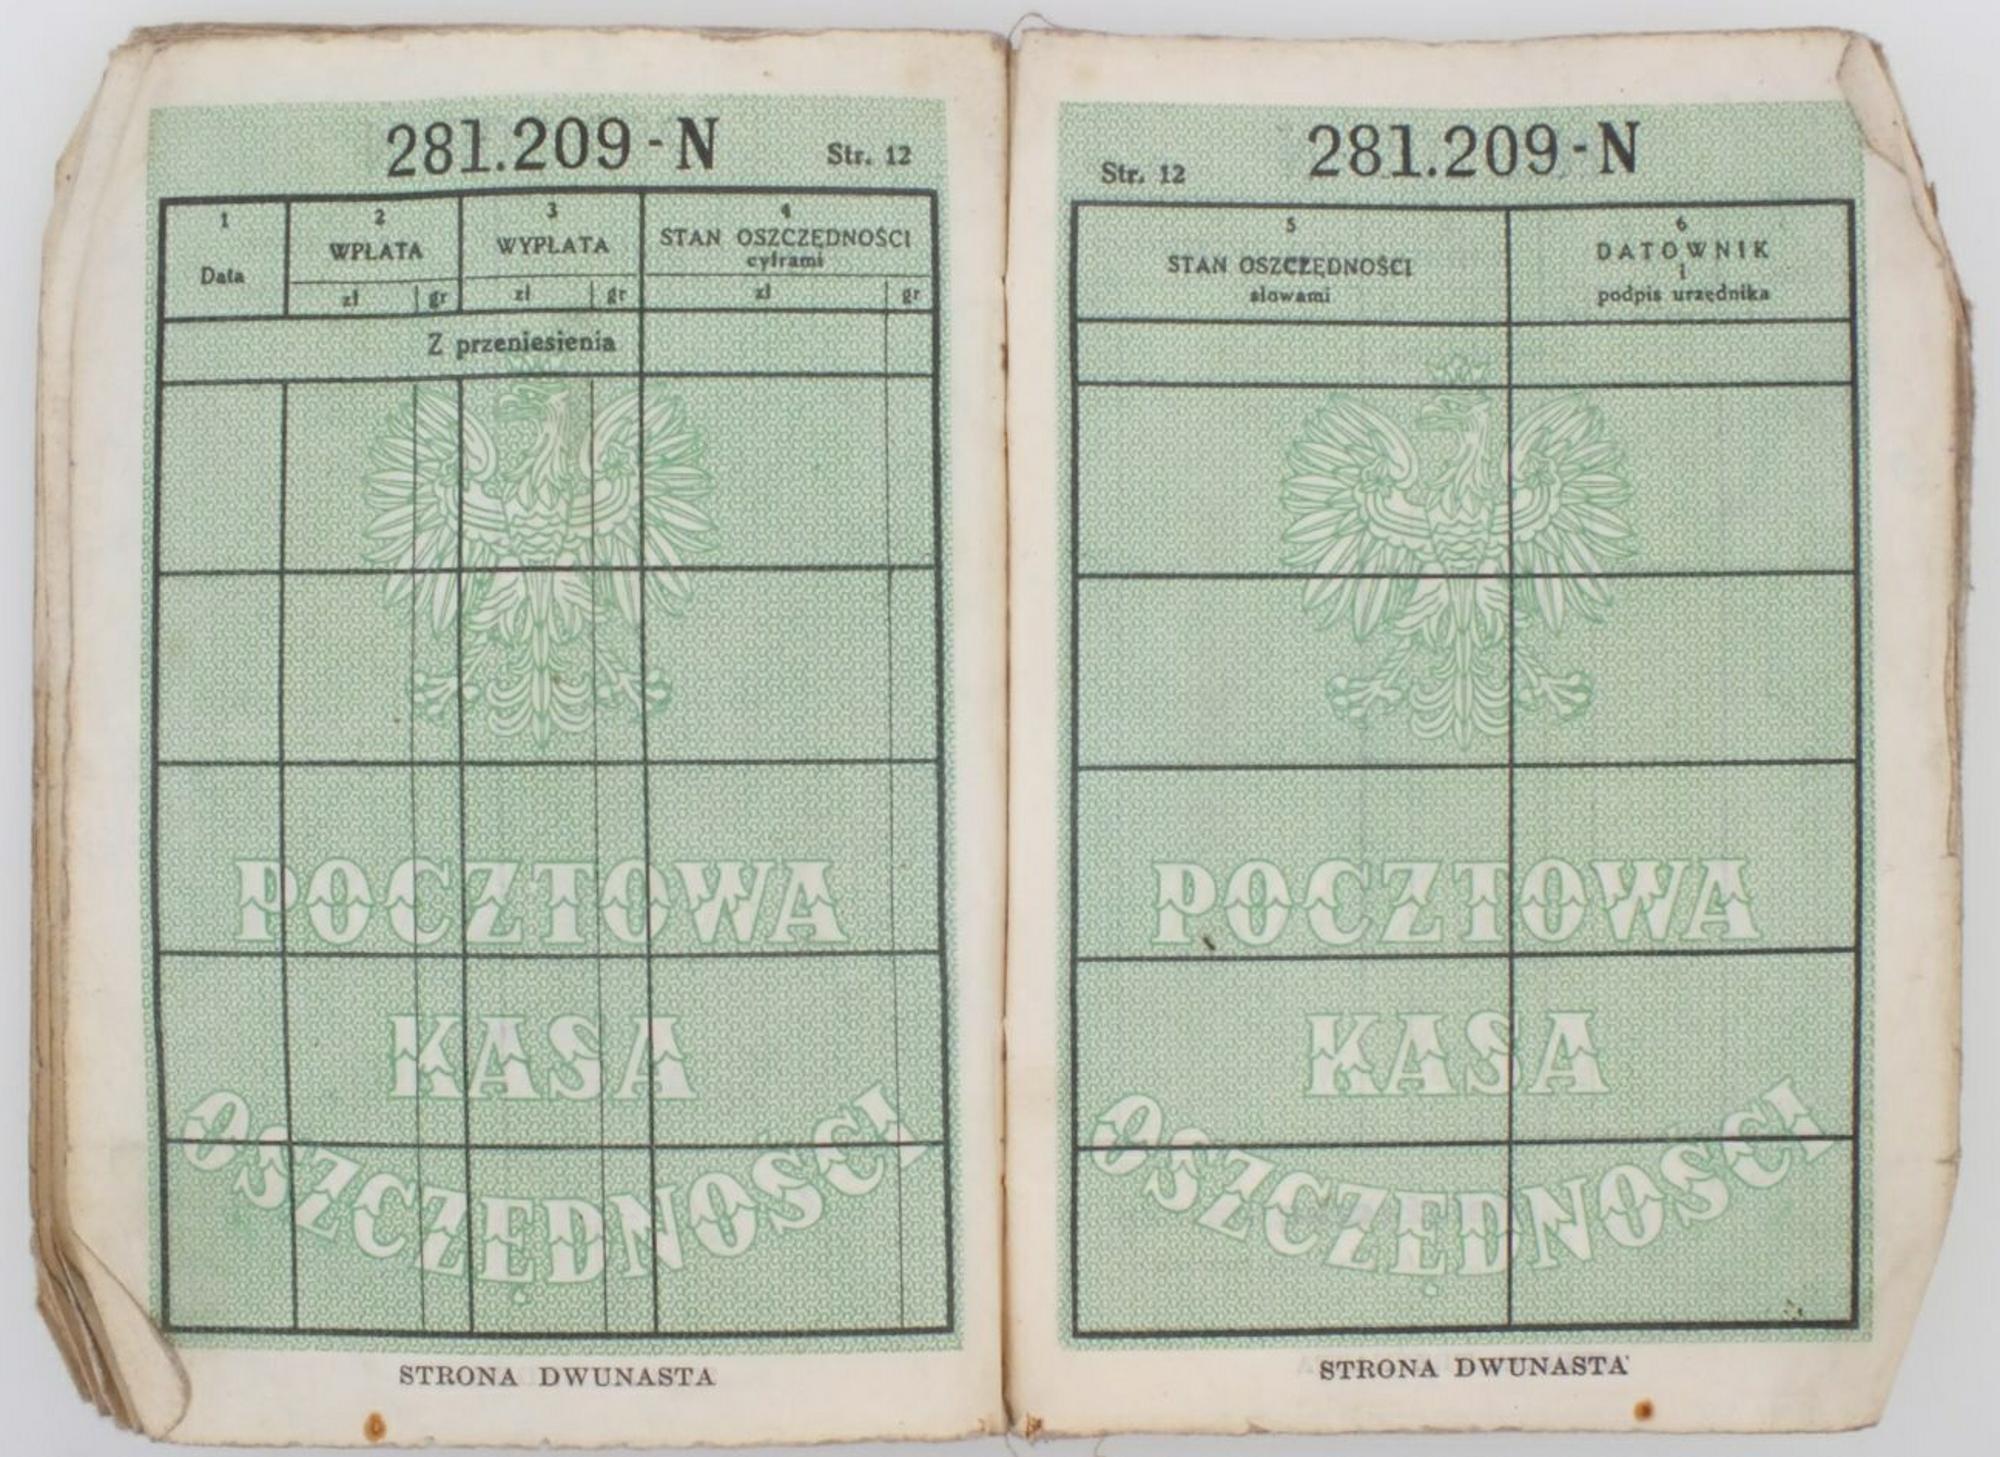 281.209-N Str. 12
1 2 3 4
Data WPŁATA WYPŁATA STAN OSZCZĘDNOŚCI
cyframi
zł gr zł gr zł gr
Z przeniesienia
POCZTOWA
KASA
OSZCZĘDNOŚCI
STRONA DWUNASTA
Str. 12 281.209-N
5 6
STAN OSZCZĘDNOŚCI DATOWNIK
i
słowami podpis urzędnika
POCZTOWA
KASA
OSZCZĘDNOŚCI
STRONA DWUNASTA